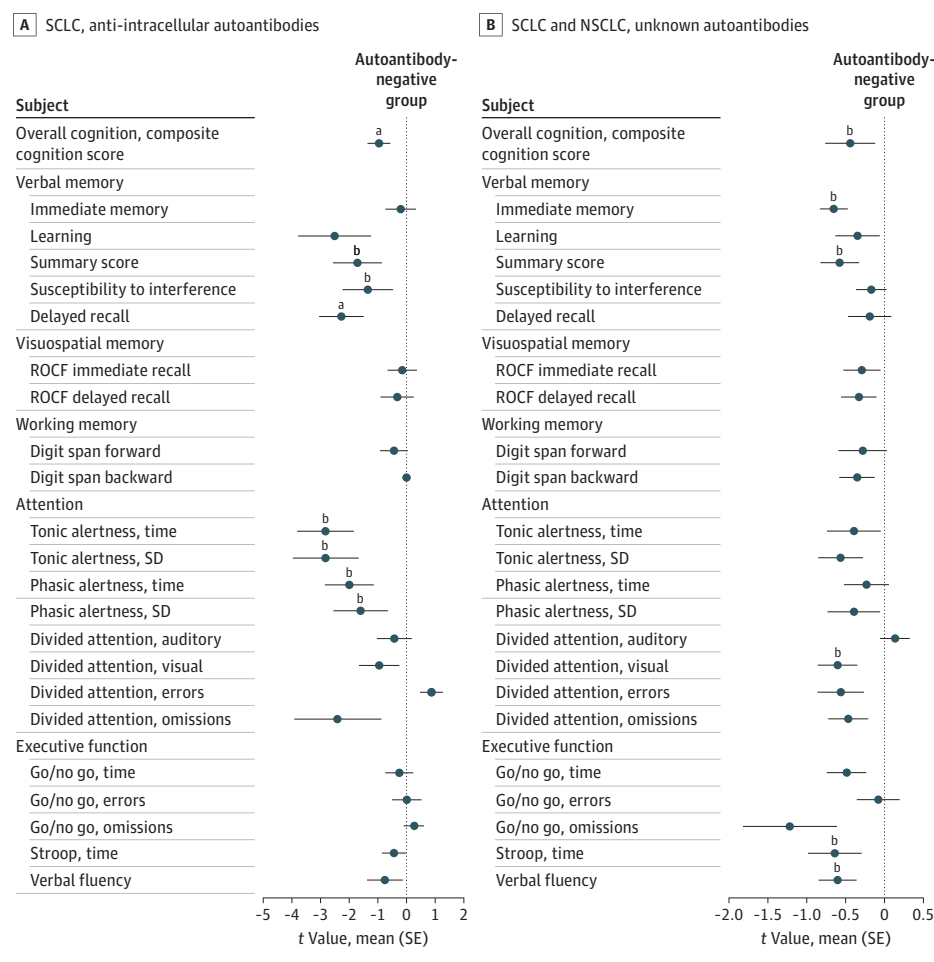 A SCLC, anti-intracellular autoantibodies
Autoantibody-
negative
group
Subject
Overall cognition, composite
cognition score
a
Verbal memory
Immediate memory
Learning
Summary score
b
Susceptibility to interference
b
Delayed recall
a
Visuospatial memory
ROCF immediate recall
ROCF delayed recall
Working memory
Digit span forward
Digit span backward
Attention
Tonic alertness, time
b
Tonic alertness, SD
b
Phasic alertness, time
b
Phasic alertness, SD
b
Divided attention, auditory
Divided attention, visual
Divided attention, errors
Divided attention, omissions
Executive function
Go/no go, time
Go/no go, errors
Go/no go, omissions
Stroop, time
Verbal fluency
-5 -4 -3 -2 -1 0 1 2
t Value, mean (SE)
B SCLC and NSCLC, unknown autoantibodies
Autoantibody-
negative
group
Subject
Overall cognition, composite
cognition score
b
Verbal memory
Immediate memory
b
Learning
Summary score
b
Susceptibility to interference
Delayed recall
Visuospatial memory
ROCF immediate recall
ROCF delayed recall
Working memory
Digit span forward
Digit span backward
Attention
Tonic alertness, time
Tonic alertness, SD
Phasic alertness, time
Phasic alertness, SD
Divided attention, auditory
Divided attention, visual
b
Divided attention, errors
Divided attention, omissions
Executive function
Go/no go, time
Go/no go, errors
Go/no go, omissions
Stroop, time
b
Verbal fluency
b
-2.0 -1.5 -1.0 -0.5 0 0.5
t Value, mean (SE)